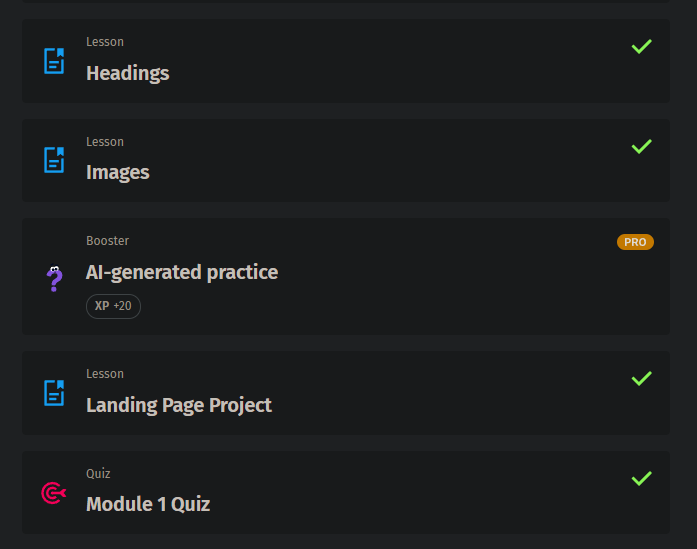 Lesson
Headings
Lesson
Images
Booster
PRO
AI-generated practice
XP +20
Lesson
Landing Page Project
Quiz
Module 1 Quiz